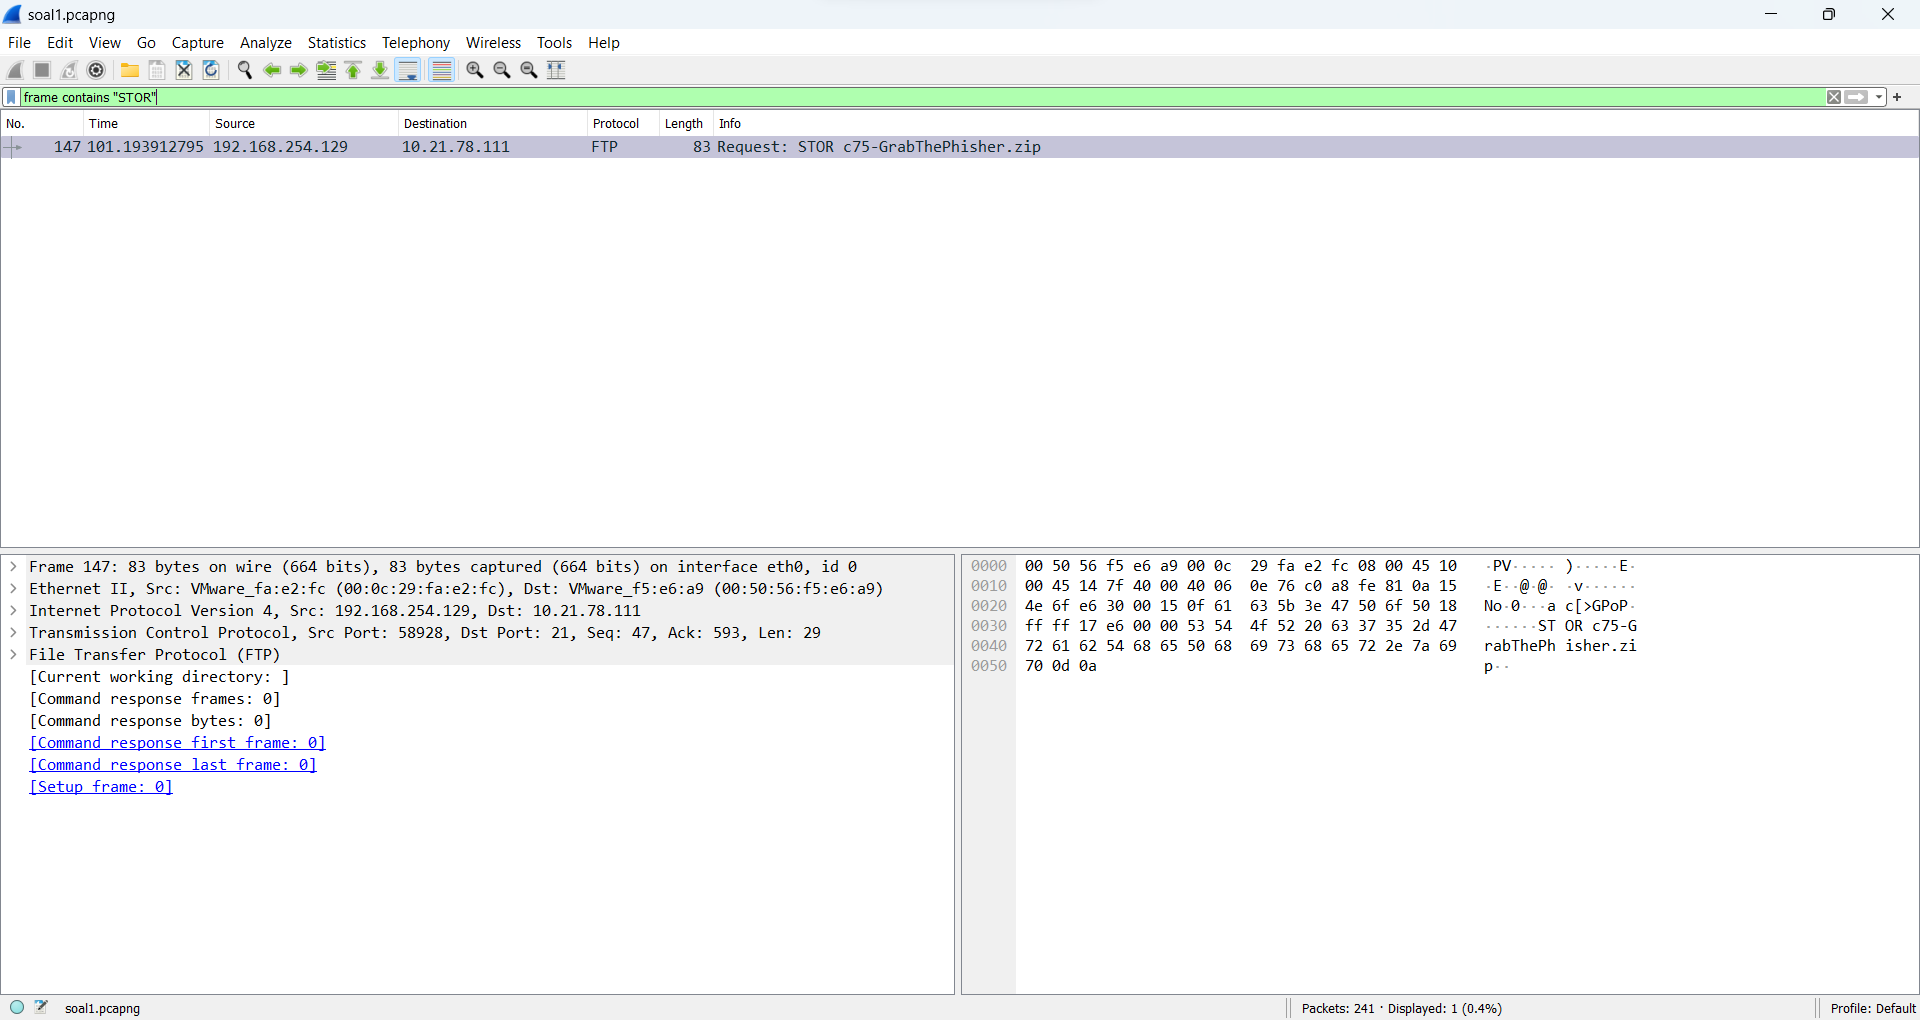 soal1.pcapng
File Edit View Go Capture Analyze Statistics Telephony Wireless Tools Help
frame contains "STOR"
No. Time Source Destination Protocol Length Info
147 101.193912795 192.168.254.129 10.21.78.111 FTP 83 Request: STOR c75-GrabThePhisher.zip
Frame 147: 83 bytes on wire (664 bits), 83 bytes captured (664 bits) on interface eth0, id 0
Ethernet II, Src: VMware_fa:e2:fc (00:0c:29:fa:e2:fc), Dst: VMware_f5:e6:a9 (00:50:56:f5:e6:a9)
Internet Protocol Version 4, Src: 192.168.254.129, Dst: 10.21.78.111
Transmission Control Protocol, Src Port: 58928, Dst Port: 21, Seq: 47, Ack: 593, Len: 29
File Transfer Protocol (FTP)
[Current working directory: ]
[Command response frames: 0]
[Command response bytes: 0]
[Command response first frame: 0]
[Command response last frame: 0]
[Setup frame: 0]
0000 00 50 56 f5 e6 a9 00 0c 29 fa e2 fc 08 00 45 10 ·PV····· )·····E·
0010 00 45 14 7f 40 00 40 06 0e 76 c0 a8 fe 81 0a 15 ·E··@·@· ·v······
0020 4e 6f e6 30 00 15 0f 61 63 5b 3e 47 50 6f 50 18 No·0···a c[>GPoP·
0030 ff ff 17 e6 00 00 53 54 4f 52 20 63 37 35 2d 47 ······ST OR c75-G
0040 72 61 62 54 68 65 50 68 69 73 68 65 72 2e 7a 69 rabThePh isher.zi
0050 70 0d 0a p··
soal1.pcapng
Packets: 241 · Displayed: 1 (0.4%)
Profile: Default